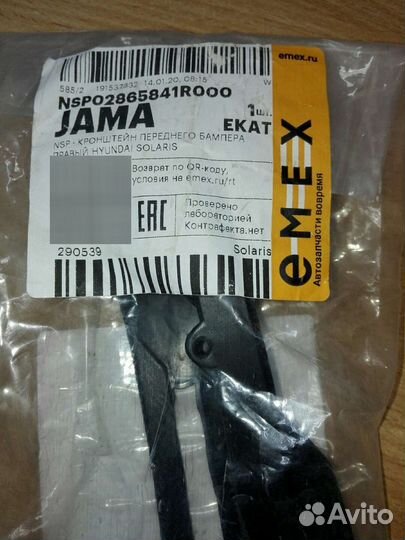 emex.ru
585/2 191537832 14.01.20, 08:15 W
NSP02865841R000
JAMA
1шт.
EKAT
NSP - КРОНШТЕЙН ПЕРЕДНЕГО БАМПЕРА
ПРАВЫЙ HYUNDAI SOLARIS
Возврат по QR-коду,
условия на emex.ru/rt
EAC
Проверено
лабораторией
Контрафакта.нет
290539
Solaris
emex
Автозапчасти вовремя
Avito